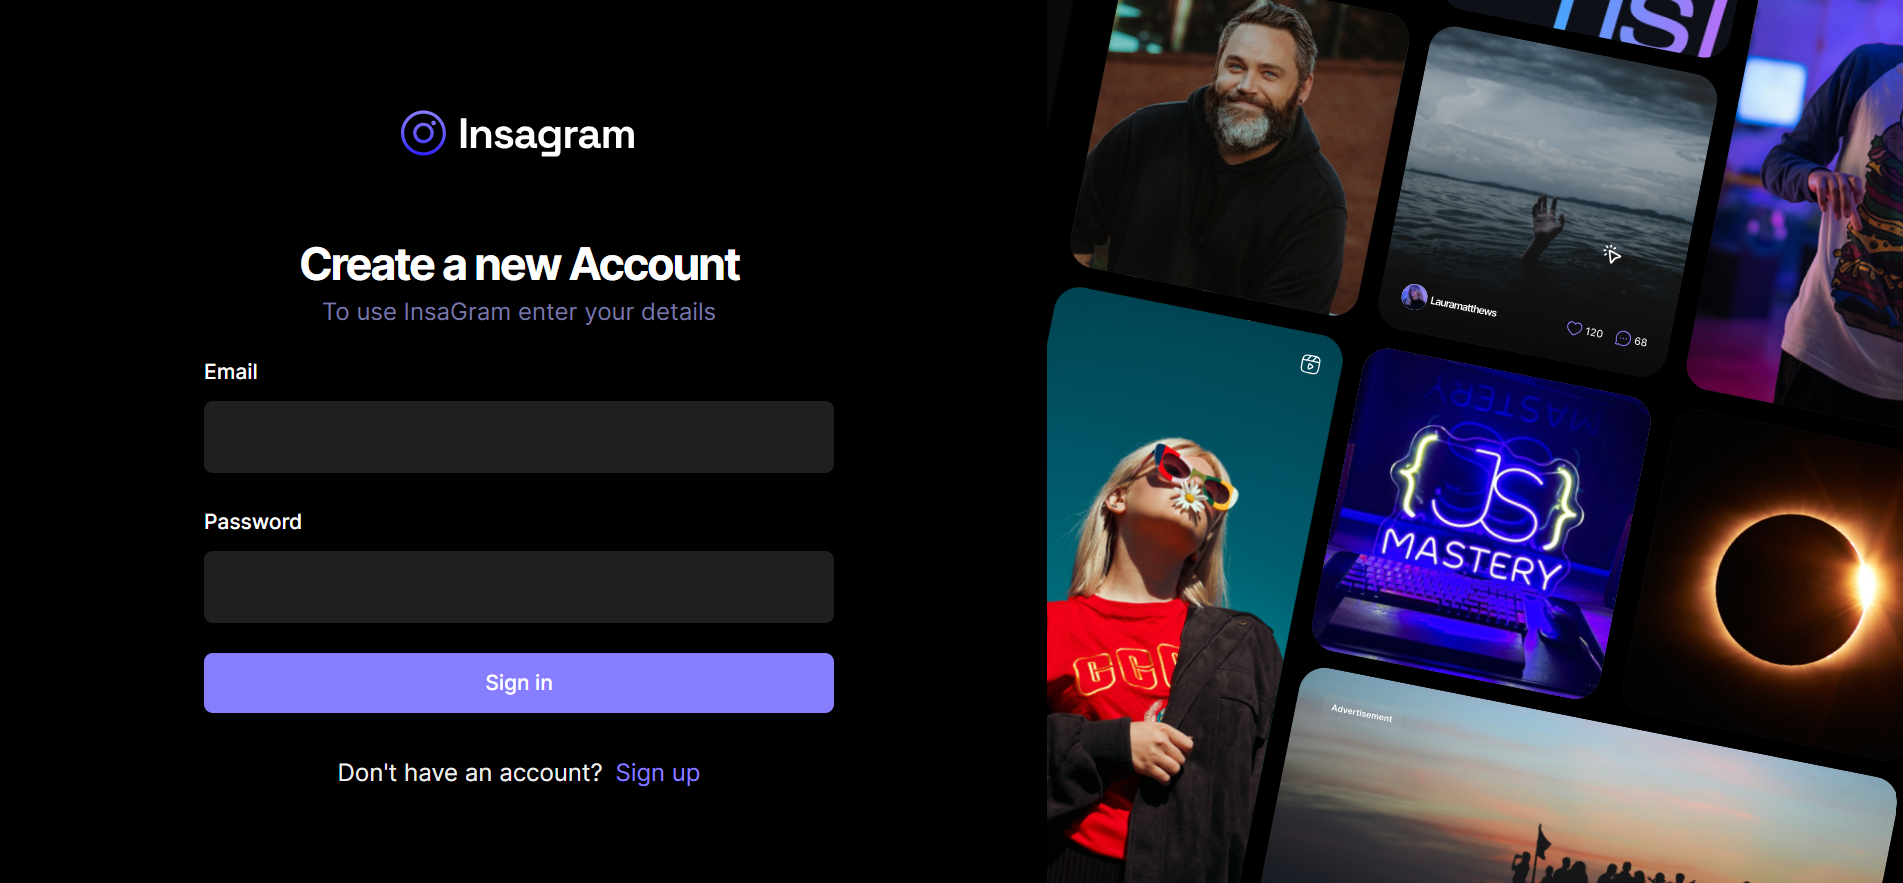 Insagram
Create a new Account
To use InsaGram enter your details
Email
Password
Sign in
Don't have an account? Sign up
Lauramatthews
120
68
{JS}
MASTERY
Advertisement